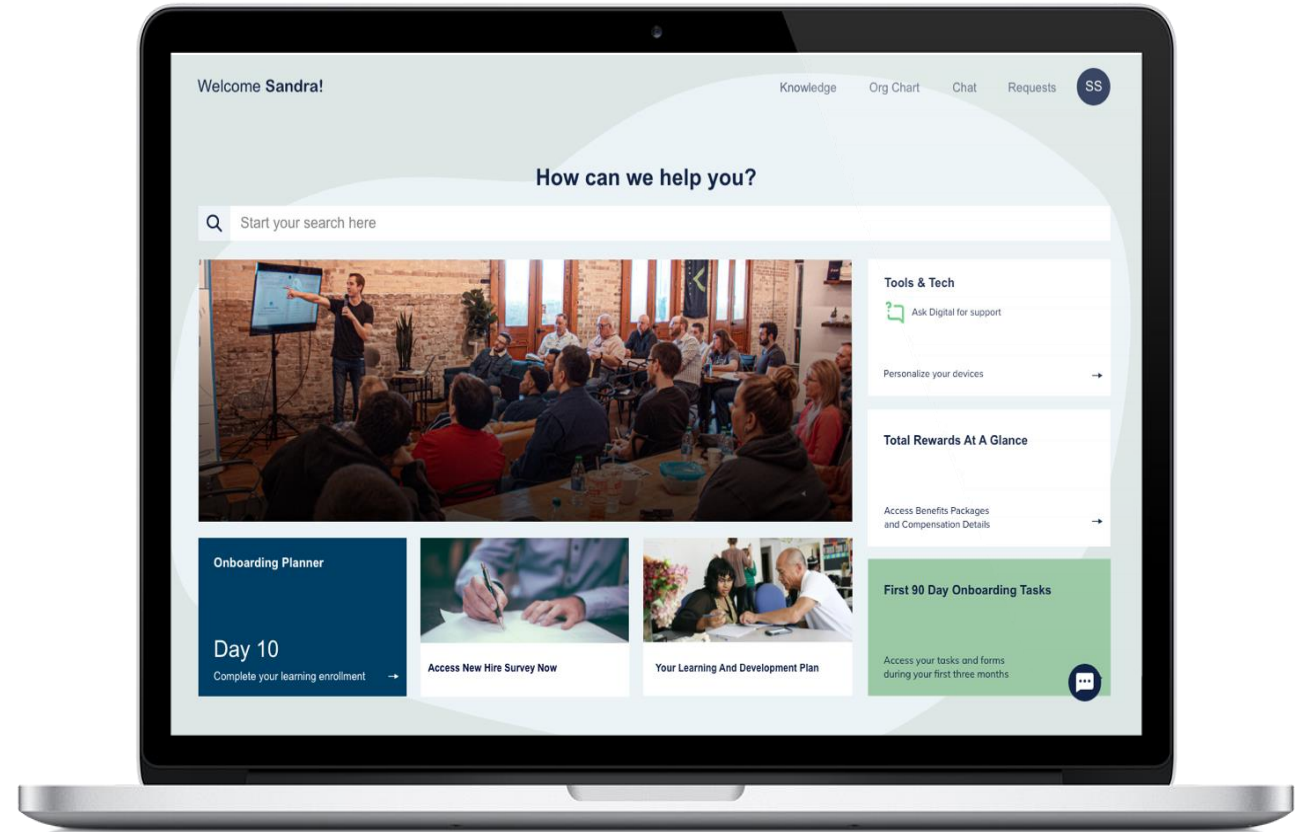 Welcome Sandra!
Knowledge
Org Chart
Chat
Requests
SS
How can we help you?
Start your search here
Tools & Tech
Ask Digital for support
Personalize your devices
Total Rewards At A Glance
Access Benefits Packages
and Compensation Details
Onboarding Planner
Day 10
Complete your learning enrollment
Access New Hire Survey Now
Your Learning And Development Plan
First 90 Day Onboarding Tasks
Access your tasks and forms
during your first three months